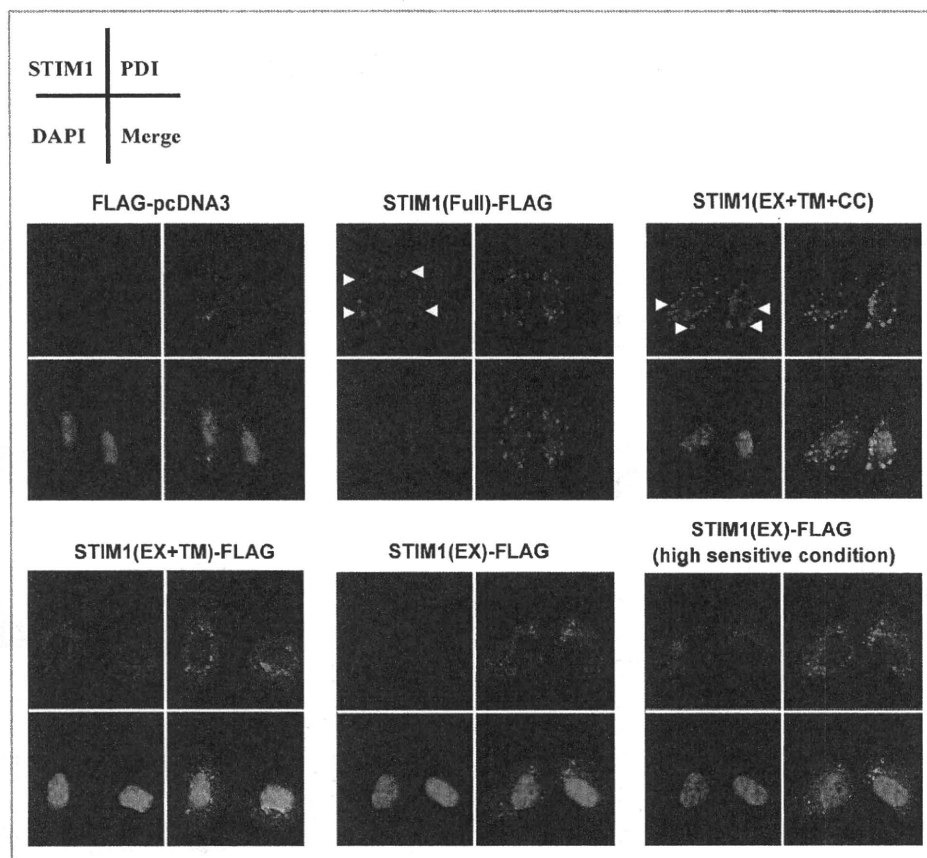 STIM1 PDI
DAPI Merge
FLAG-pcDNA3
STIM1(Full)-FLAG
STIM1(EX+TM+CC)
STIM1(EX+TM)-FLAG
STIM1(EX)-FLAG
STIM1(EX)-FLAG
(high sensitive condition)